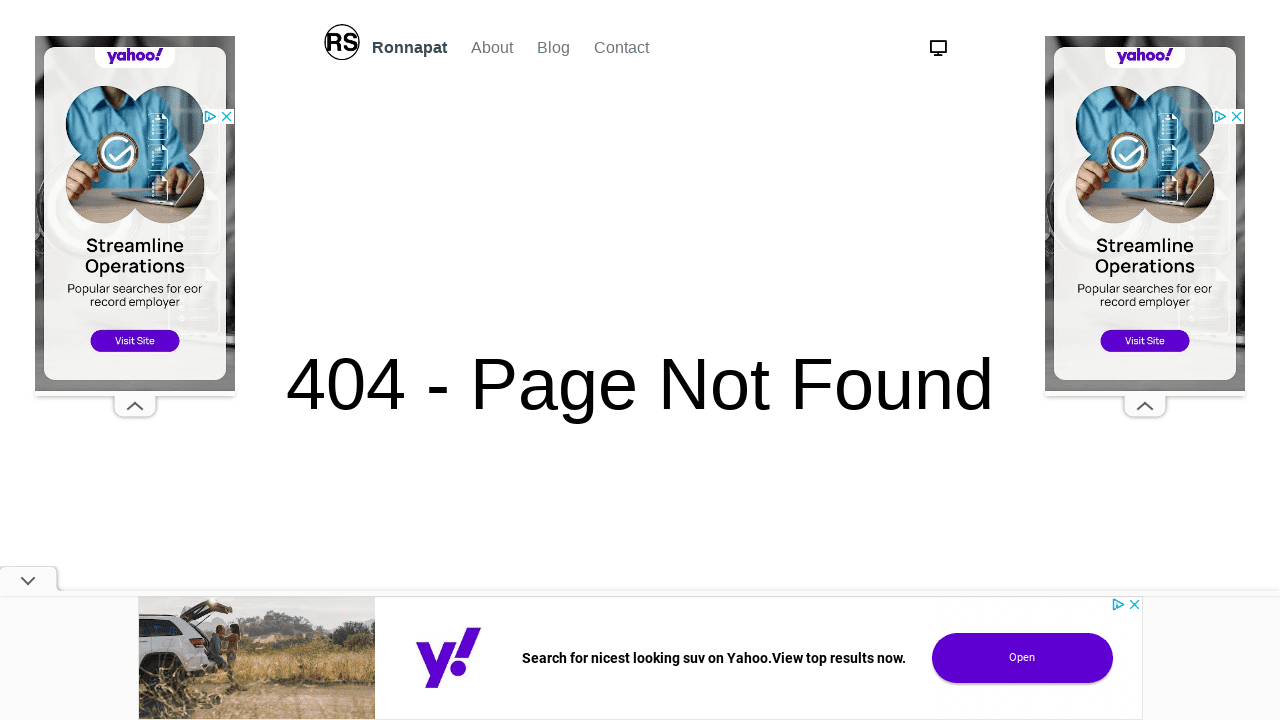 RS Ronnapat About Blog Contact
yahoo!
Streamline
Operations
Popular searches for eor
record employer
Visit Site
yahoo!
Streamline
Operations
Popular searches for eor
record employer
Visit Site
404 - Page Not Found
y!
Search for nicest looking suv on Yahoo.View top results now.
Open